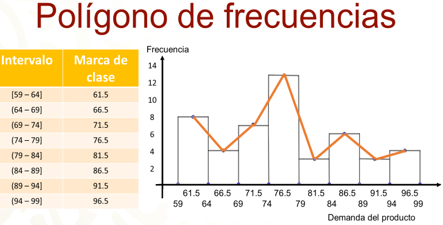 Polígono de frecuencias
Intervalo Marca de clase
[59 – 64] 61.5
(64 – 69] 66.5
(69 – 74] 71.5
(74 – 79] 76.5
(79 – 84] 81.5
(84 – 89] 86.5
(89 – 94] 91.5
(94 – 99] 96.5
Frecuencia
14
12
10
8
6
4
2
61.5 66.5 71.5 76.5 81.5 86.5 91.5 96.5
59 64 69 74 79 84 89 94 99
Demanda del producto